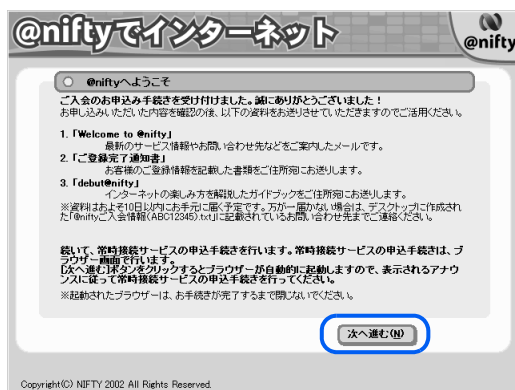 @niftyでインターネット
@nifty
@niftyへようこそ
ご入会のお申込み手続きを受け付けました。誠にありがとうございました！
お申し込みいただいた内容を確認の後、以下の資料をお送りさせていただきますのでご活用ください。
1. 「Welcome to @nifty」
最新のサービス情報やお問い合わせ先などをご案内したメールです。
2. 「ご登録完了通知書」
お客様のご登録情報を記載した書類をご住所宛にお送りします。
3. 「debut@nifty」
インターネットの楽しみ方を解説したガイドブックをご住所宛にお送りします。
※資料はおよそ10日以内にお手元に届く予定です。万が一届かない場合は、デスクトップに作成され
た「@niftyご入会情報(ABC12345).txt」に記載されているお問い合わせ先までご連絡ください。
続いて、常時接続サービスの申込手続きを行います。常時接続サービスの申込手続きは、ブ
ラウザー画面で行います。
[次へ進む]ボタンをクリックするとブラウザーが自動的に起動しますので、表示されるアナウ
ンスに従って常時接続サービスの申込手続きを行ってください。
※起動されたブラウザーは、お手続きが完了するまで閉じないでください。
次へ進む(N)
Copyright(C) NIFTY 2002 All Rights Reserved.